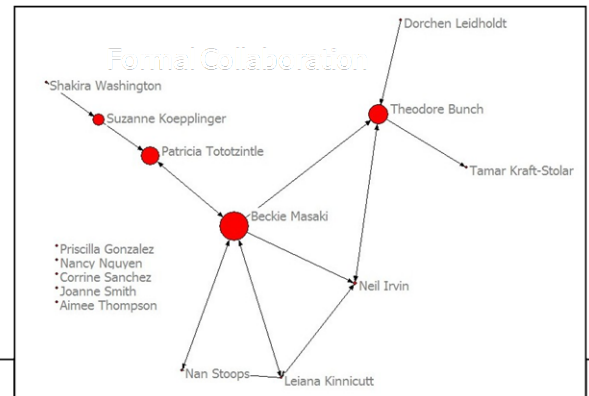 Dorchen Leidholdt
Formal Collaboration
Shakira Washington
Theodore Bunch
Suzanne Koepplinger
Patricia Tototzintle
Tamar Kraft-Stolar
Beckie Masaki
Priscilla Gonzalez
Nancy Nguyen
Corrine Sanchez
Neil Irvin
Joanne Smith
Aimee Thompson
Nan Stoops
Leiana Kinnicutt